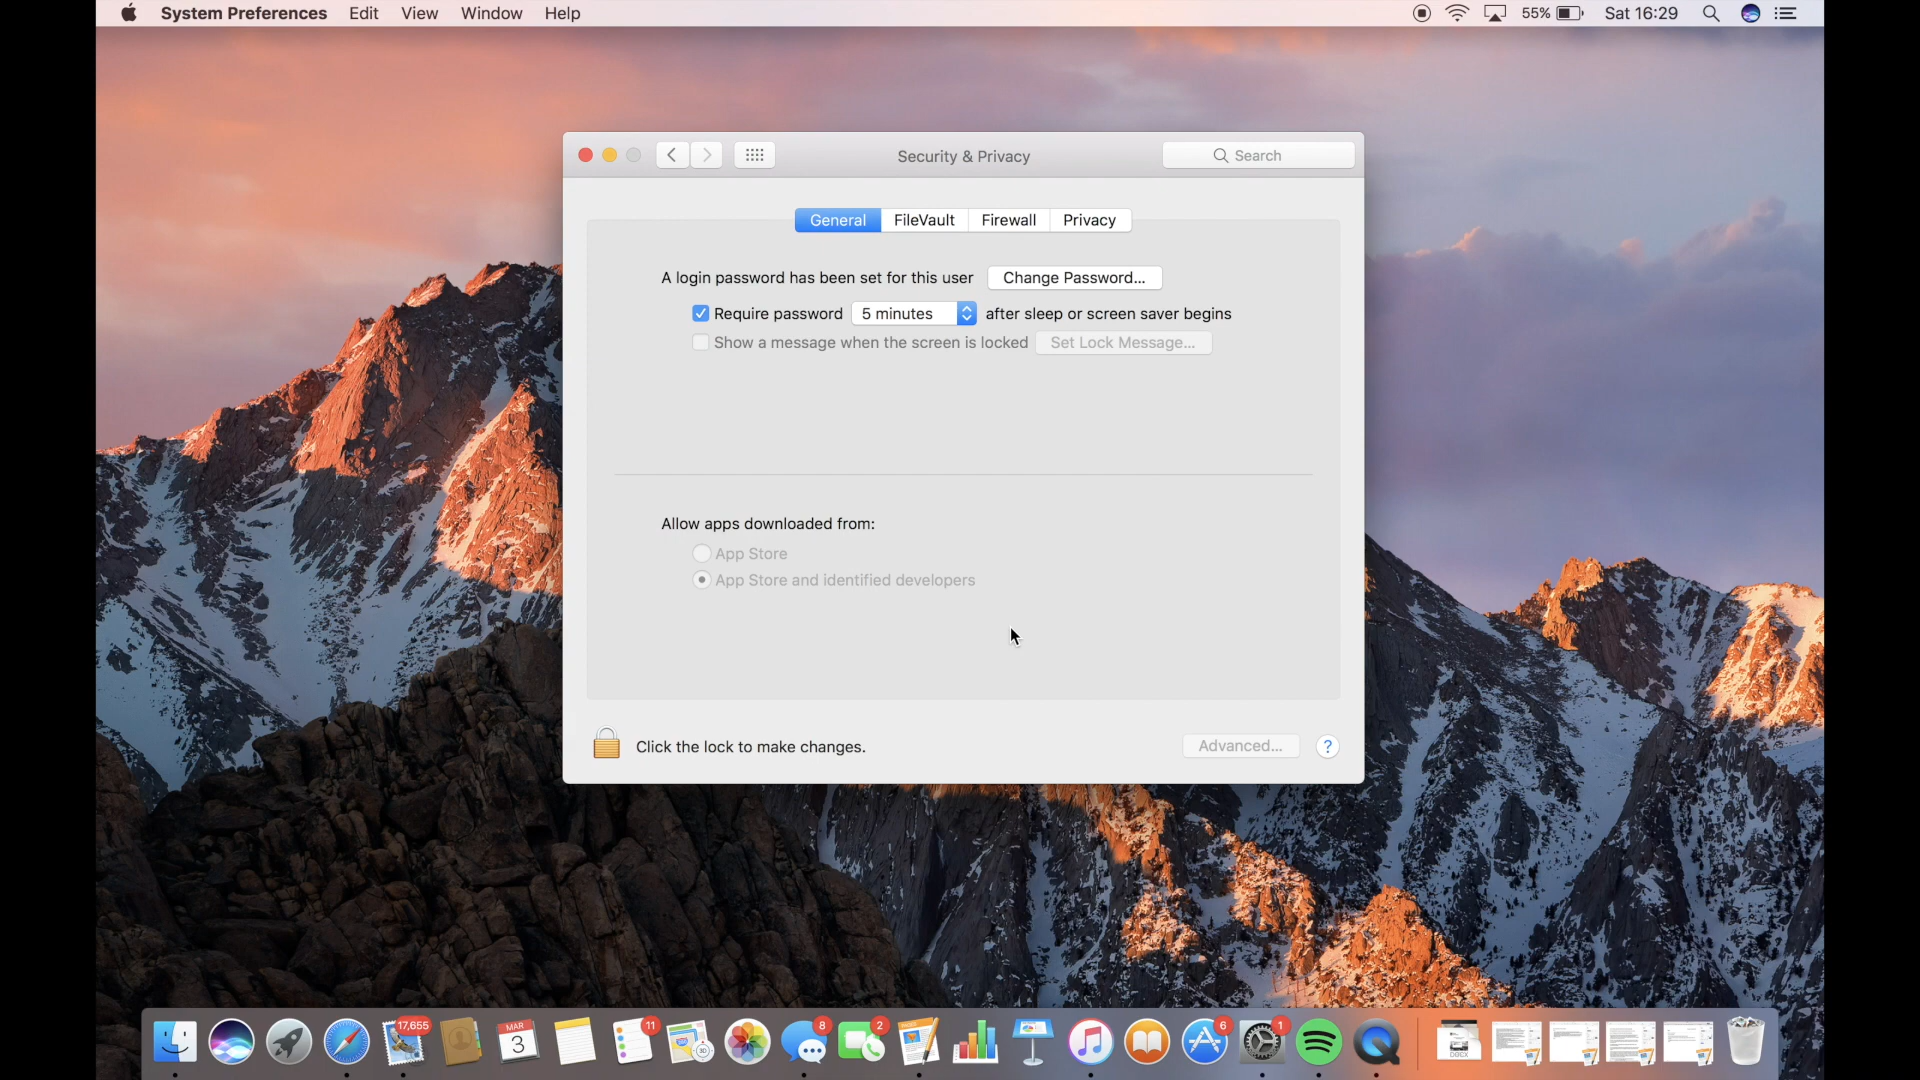 System Preferences Edit View Window Help 55% Sat 16:29
Security & Privacy Search
General FileVault Firewall Privacy
A login password has been set for this user Change Password...
Require password 5 minutes after sleep or screen saver begins
Show a message when the screen is locked Set Lock Message...
Allow apps downloaded from:
App Store
App Store and identified developers
Click the lock to make changes. Advanced... ?
17,655 MAR 3 11 3D 8 2 PAGES 6 1 DOCX